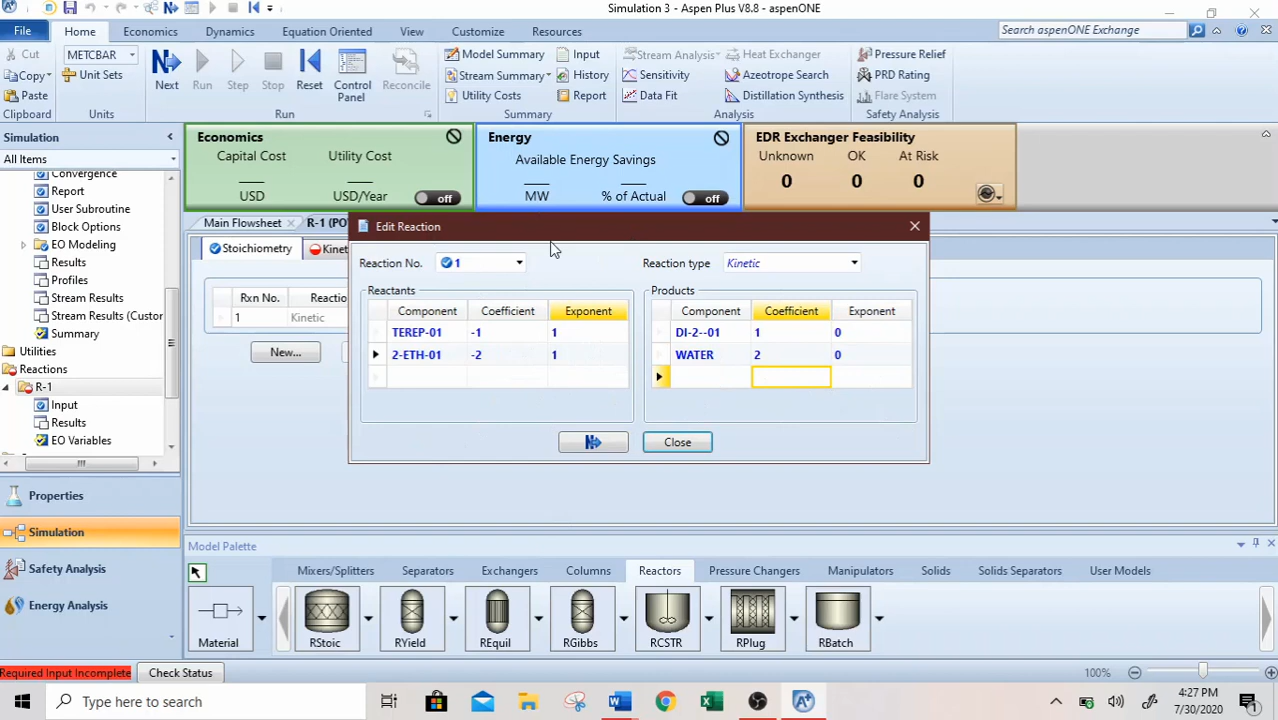 Simulation 3 - Aspen Plus V8.8 - aspenONE
File Home Economics Dynamics Equation Oriented View Customize Resources Search aspenONE Exchange
Cut METCBAR Model Summary Input Stream Analysis Heat Exchanger Pressure Relief
Copy Unit Sets Next Run Step Stop Reset Control Panel Reconcile Stream Summary History Sensitivity Azeotrope Search PRD Rating
Paste Utility Costs Report Data Fit Distillation Synthesis Flare System
Clipboard Units Run Summary Analysis Safety Analysis
Simulation
All Items
Economics Energy EDR Exchanger Feasibility
Capital Cost Utility Cost Available Energy Savings Unknown OK At Risk
USD USD/Year off MW % of Actual off 0 0 0
Convergence
Report
User Subroutine
Block Options
EO Modeling
Results
Profiles
Stream Results
Stream Results (Custor
Summary
Utilities
Reactions
R-1
Input
Results
EO Variables
Main Flowsheet R-1 (PO
Stoichiometry Kinet
Rxn No. Reactio
1 Kinetic
New...
Edit Reaction
Reaction No. 1 Reaction type Kinetic
Reactants Products
Component Coefficient Exponent Component Coefficient Exponent
TEREP-01 -1 1 DI-2--01 1 0
2-ETH-01 -2 1 WATER 2 0
Close
Properties
Simulation
Safety Analysis
Energy Analysis
Model Palette
Mixers/Splitters Separators Exchangers Columns Reactors Pressure Changers Manipulators Solids Solids Separators User Models
Material RStoic RYield REquil RGibbs RCSTR RPlug RBatch
Required Input Incomplete Check Status 100%
Type here to search
4:27 PM
7/30/2020